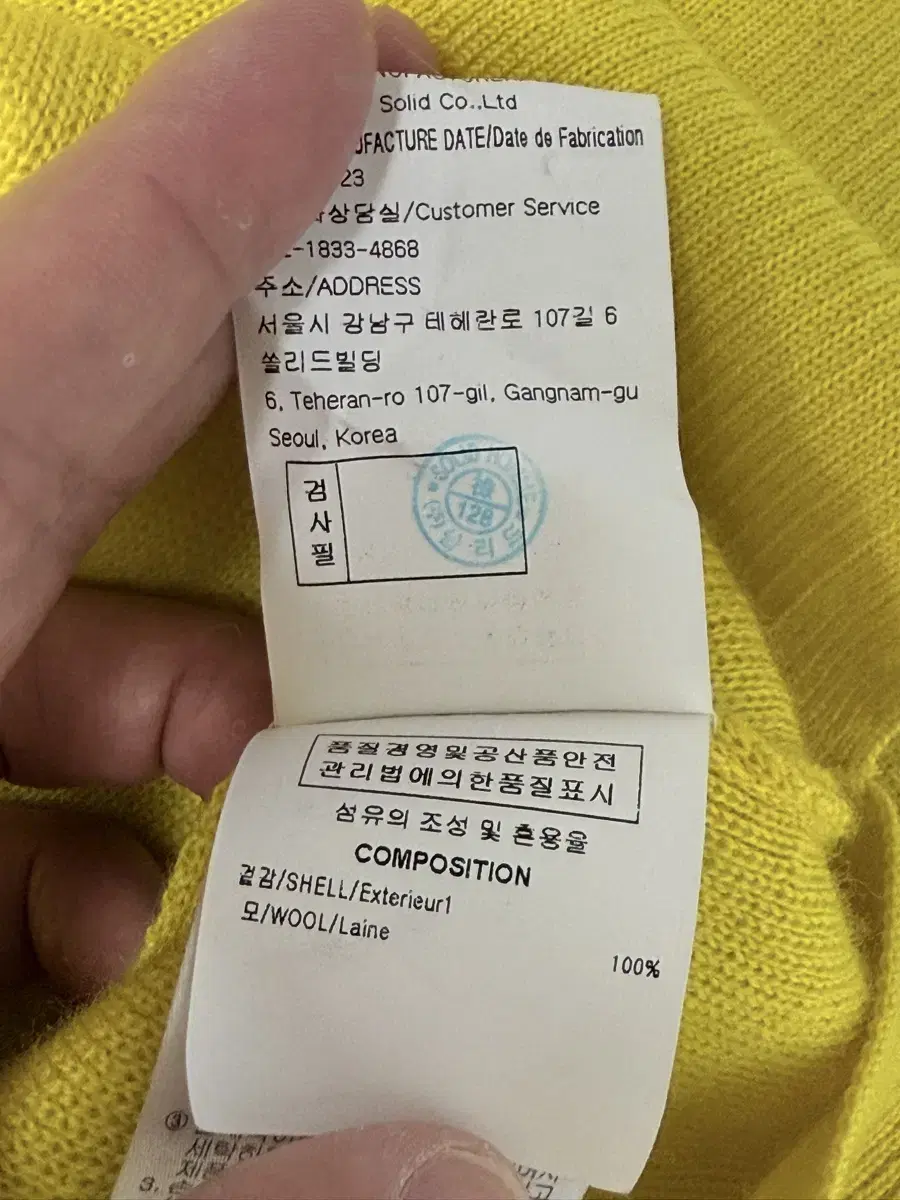 Solid Co.,Ltd
DATE/Date de Fabrication
23
/Customer Service
-1833-4868
주소/ADDRESS
서울시 강남구 테헤란로 107길 6
쏠리드빌딩
6, Teheran-ro 107-gil, Gangnam-gu
Seoul, Korea
검
사
필
128
품질경영및공산품안전
관리법에의한품질표시
섬유의 조성 및 혼용율
COMPOSITION
겉감/SHELL/Exterieur1
모/WOOL/Laine
100%